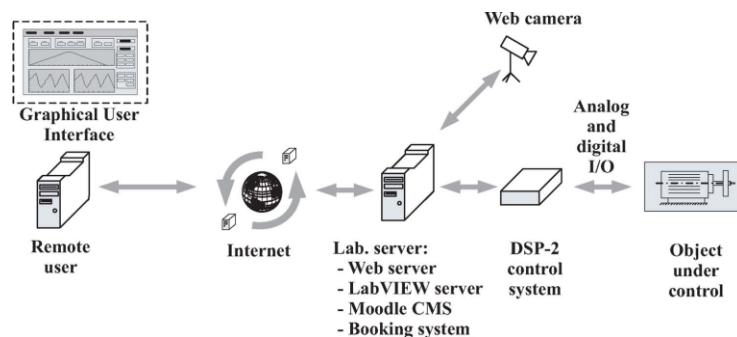 Web camera
Graphical User
Interface
Analog
and
digital
I/O
Remote
user
Internet
Lab. server:
- Web server
- LabVIEW server
- Moodle CMS
- Booking system
DSP-2
control
system
Object
under
control